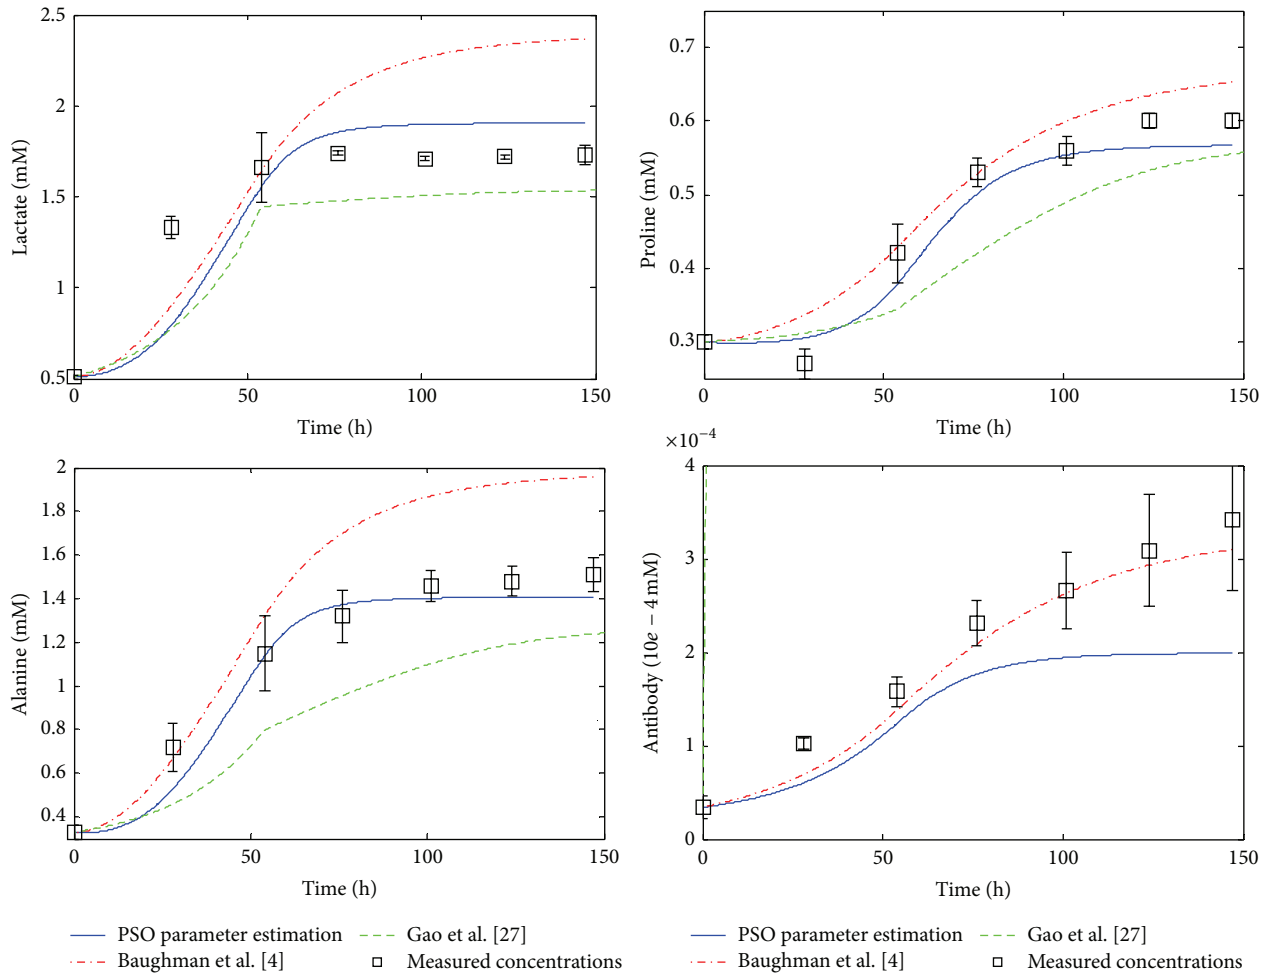 2.5
2
1.5
1
0.5
0 50 100 150
Lactate (mM)
Time (h)
0.7
0.6
0.5
0.4
0.3
0 50 100 150
Proline (mM)
Time (h)
2
1.8
1.6
1.4
1.2
1
0.8
0.6
0.4
0 50 100 150
Alanine (mM)
Time (h)
×10−4
4
3
2
1
0
0 50 100 150
Antibody (10e − 4 mM)
Time (h)
PSO parameter estimation Gao et al. [27]
Baughman et al. [4] Measured concentrations
PSO parameter estimation Gao et al. [27]
Baughman et al. [4] Measured concentrations